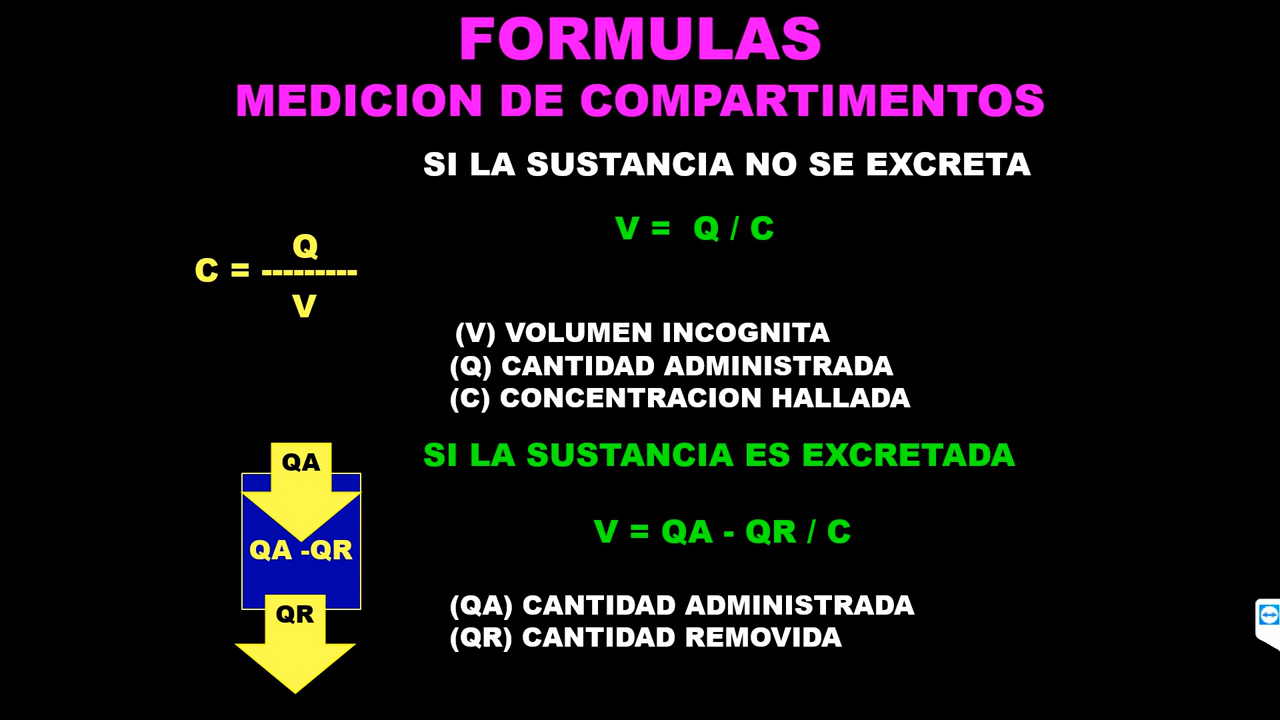 FORMULAS
MEDICION DE COMPARTIMENTOS
SI LA SUSTANCIA NO SE EXCRETA
V = Q / C
Q
C = ---------
V
(V) VOLUMEN INCOGNITA
(Q) CANTIDAD ADMINISTRADA
(C) CONCENTRACION HALLADA
SI LA SUSTANCIA ES EXCRETADA
QA
V = QA - QR / C
QA -QR
QR
(QA) CANTIDAD ADMINISTRADA
(QR) CANTIDAD REMOVIDA